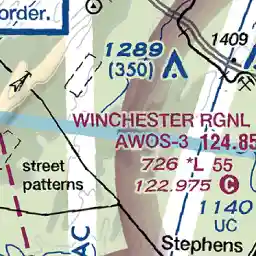 order.
1409
1289
(350)
WINCHESTER RGNL
AWOS-3 124.85
726 *L 55
122.975 C
street
patterns
1140
UC
AC
Stephens